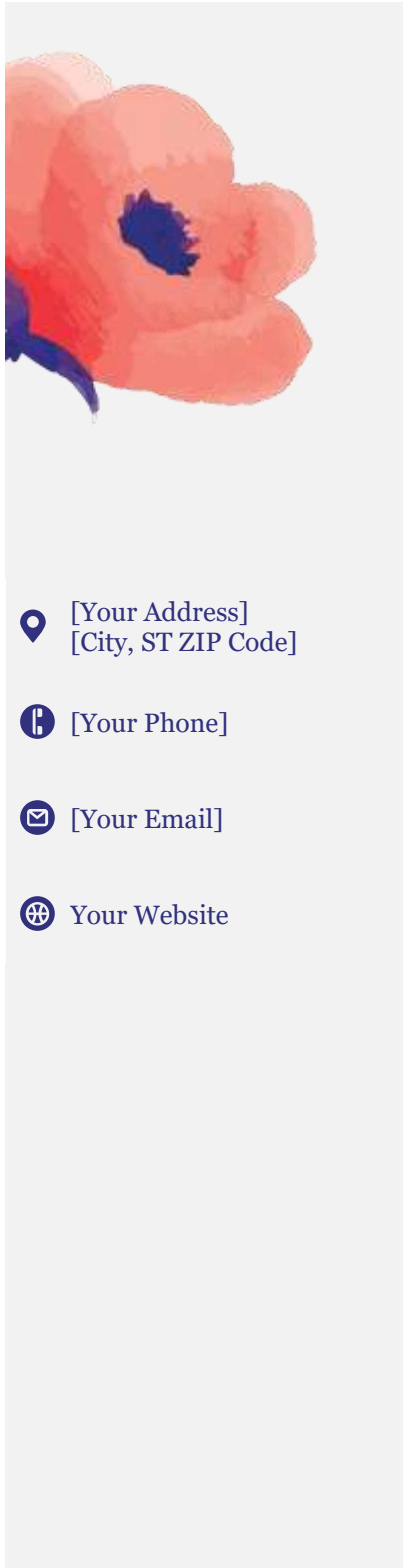 [Your Address]
[City, ST ZIP Code]
[Your Phone]
[Your Email]
Your Website